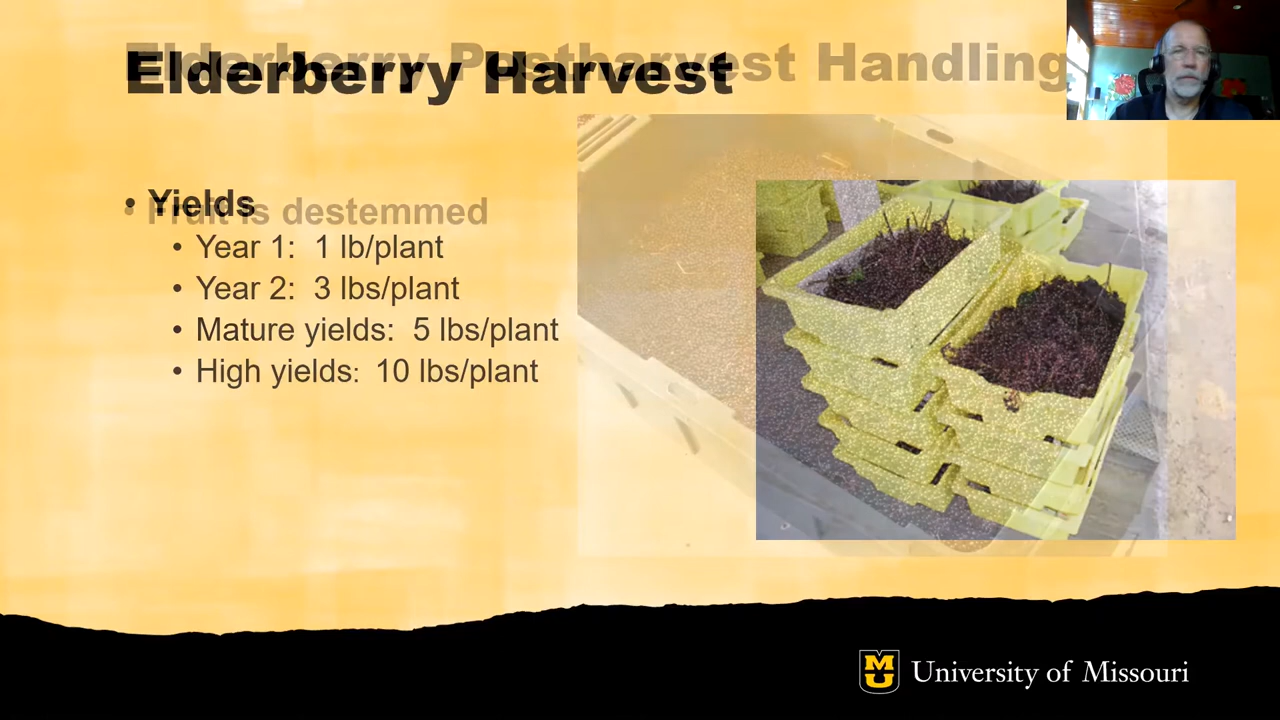 Elderberry Postharvest Handling
Elderberry Harvest
• Yields
• Fruit is destemmed
• Year 1: 1 lb/plant
• Year 2: 3 lbs/plant
• Mature yields: 5 lbs/plant
• High yields: 10 lbs/plant
MU
University of Missouri